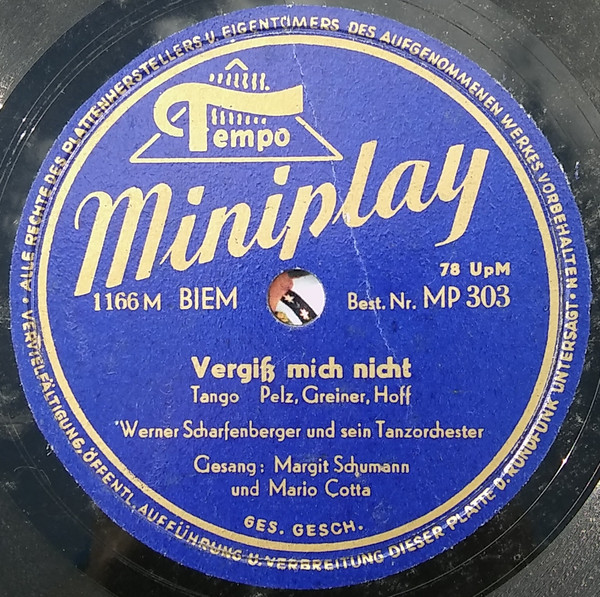 • ALLE RECHTE DES PLATTENHERSTELLERS U. EIGENTÜMERS DES AUFGENOMMENEN WERKES VORBEHALTEN •
Tempo
Miniplay
78 UpM
1166 M BIEM
Best. Nr. MP 303
Vergiß mich nicht
Tango Pelz, Greiner, Hoff
Werner Scharfenberger und sein Tanzorchester
Gesang: Margit Schumann
und Mario Cotta
GES. GESCH.
VERVIELFÄLTIGUNG, ÖFFENTL. AUFFÜHRUNG U. VERBREITUNG DIESER PLATTE D. RUNDFUNK UNTERSAGT •